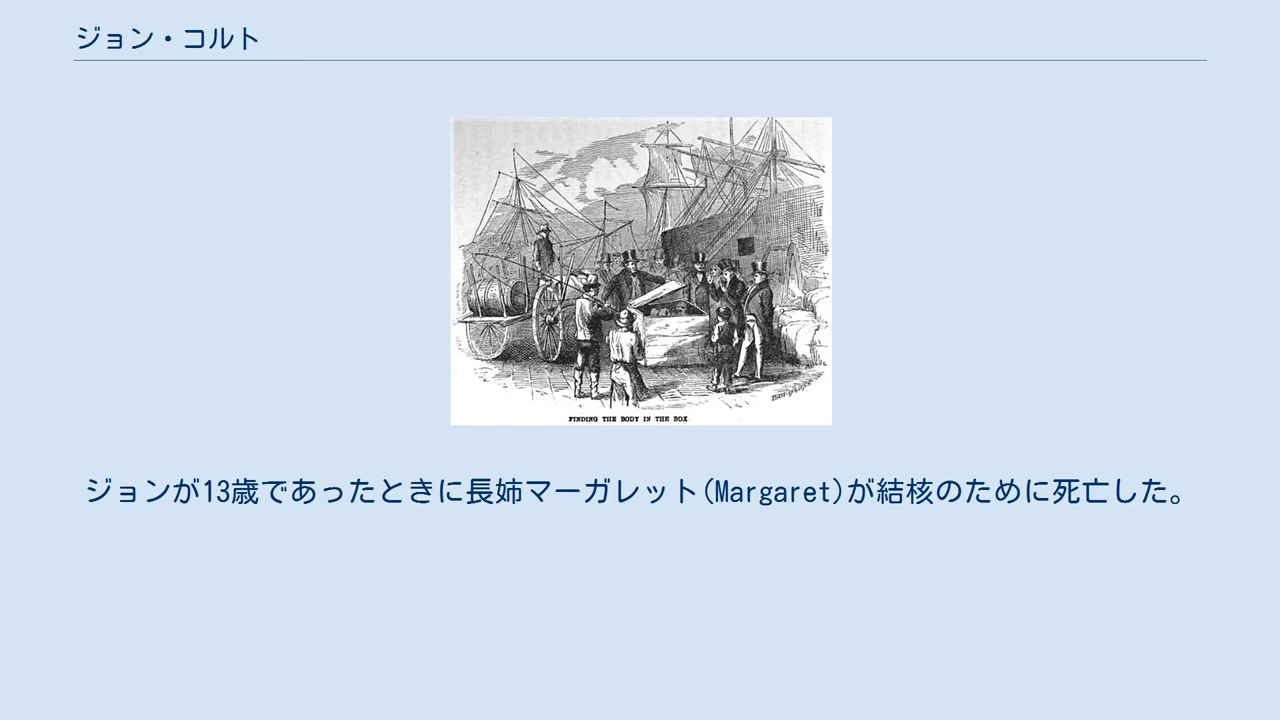 ジョン・コルト
FINDING THE BODY IN THE BOX
ジョンが13歳であったときに長姉マーガレット(Margaret)が結核のために死亡した。